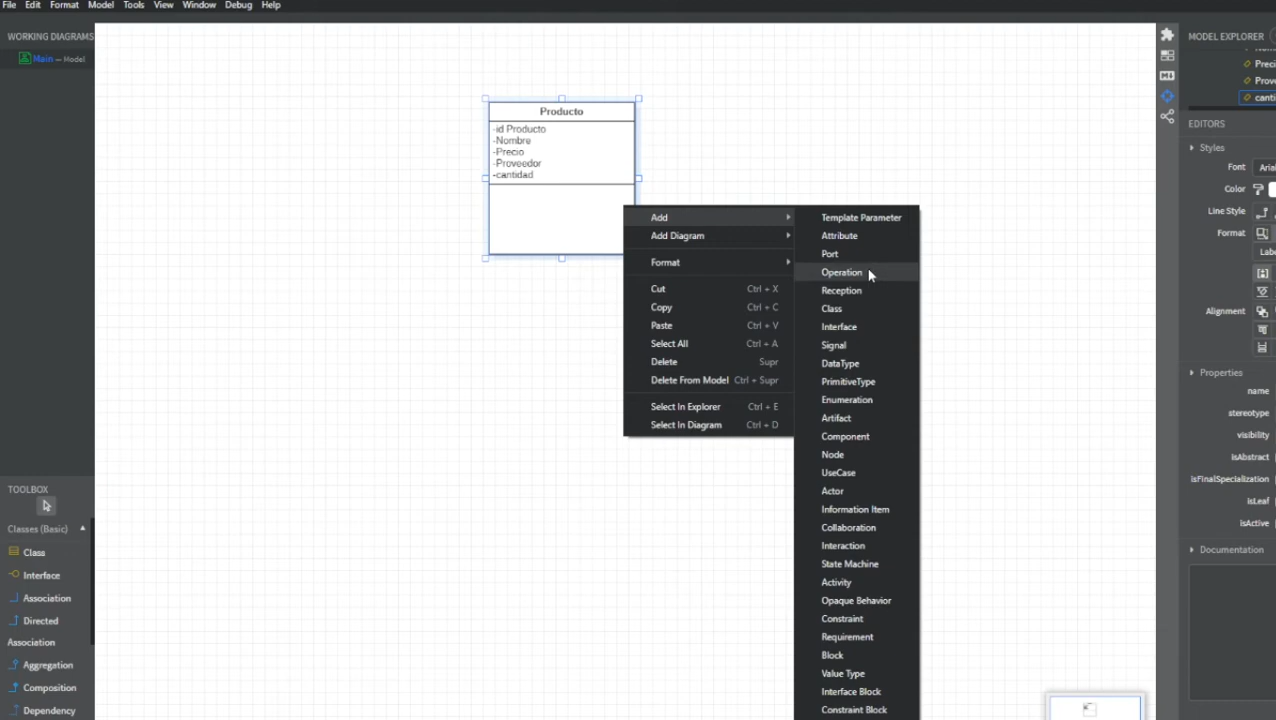 File Edit Format Model Tools View Window Debug Help
WORKING DIAGRAMS
Main — Model
Producto
-id Producto
-Nombre
-Precio
-Proveedor
-cantidad
Add
Add Diagram
Format
Cut Ctrl + X
Copy Ctrl + C
Paste Ctrl + V
Select All Ctrl + A
Delete Supr
Delete From Model Ctrl + Supr
Select In Explorer Ctrl + E
Select In Diagram Ctrl + D
Template Parameter
Attribute
Port
Operation
Reception
Class
Interface
Signal
DataType
PrimitiveType
Enumeration
Artifact
Component
Node
UseCase
Actor
Information Item
Collaboration
Interaction
State Machine
Activity
Opaque Behavior
Constraint
Requirement
Block
Value Type
Interface Block
Constraint Block
TOOLBOX
Classes (Basic)
Class
Interface
Association
Directed
Association
Aggregation
Composition
Dependency
MODEL EXPLORER
Preci
Prove
canti
EDITORS
Styles
Font Aria
Color
Line Style
Format
Labe
Alignment
Properties
name
stereotype
visibility
isAbstract
isFinalSpecialization
isLeaf
isActive
Documentation